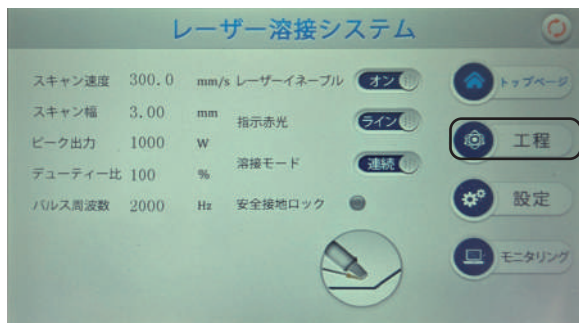 レーザー溶接システム
スキャン速度 300.0 mm/s レーザーイネーブル オン トップページ
スキャン幅 3.00 mm
指示赤光 ライン
ピーク出力 1000 W
工程
溶接モード 連続
デューティー比 100 %
パルス周波数 2000 Hz 安全接地ロック
設定
モニタリング